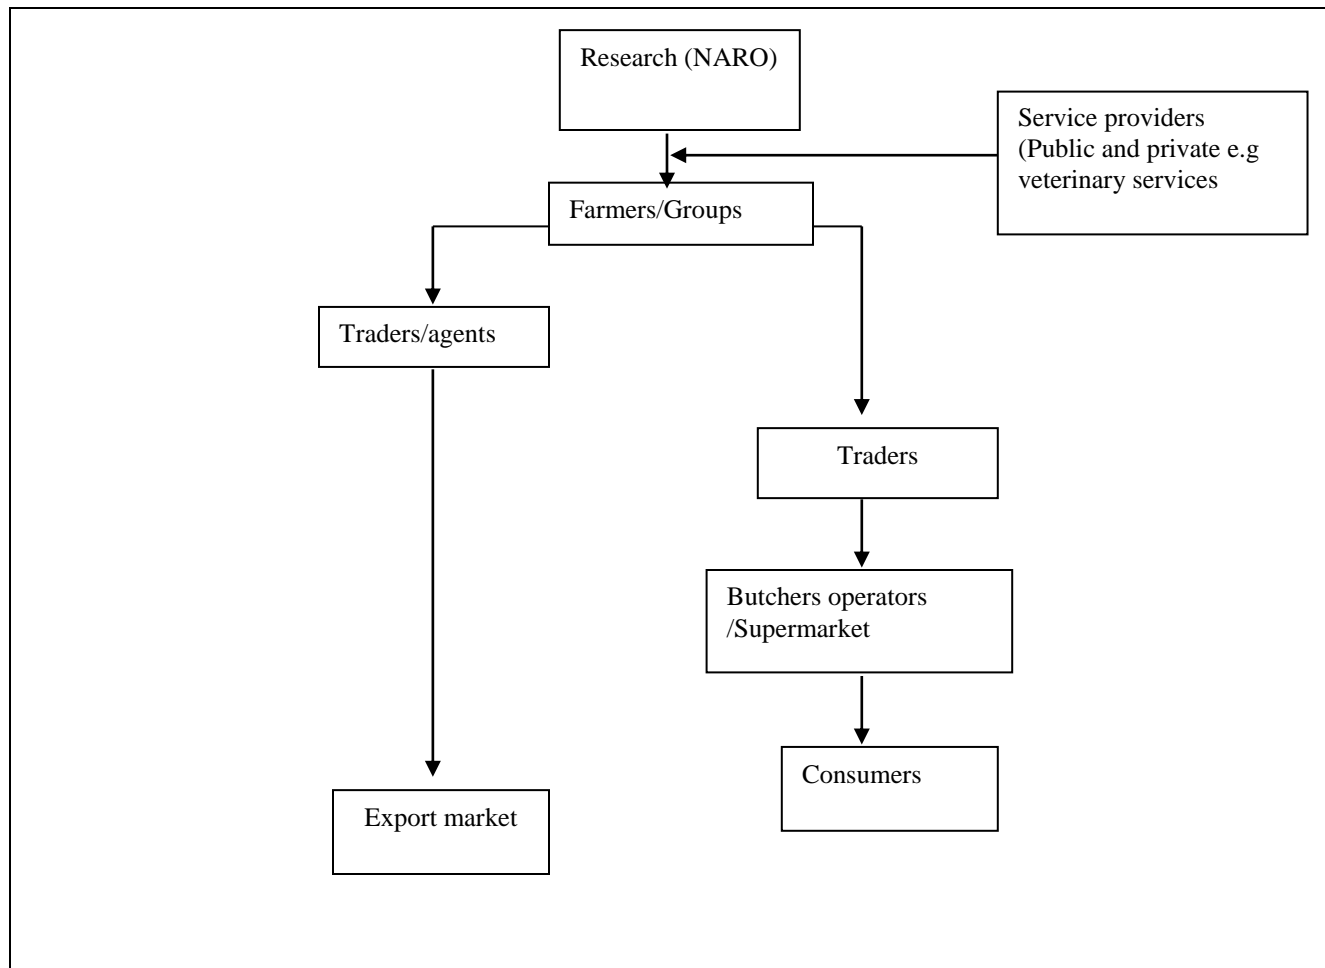 Research (NARO)
Service providers
(Public and private e.g
veterinary services
Farmers/Groups
Traders/agents
Traders
Butchers operators
/Supermarket
Consumers
Export market